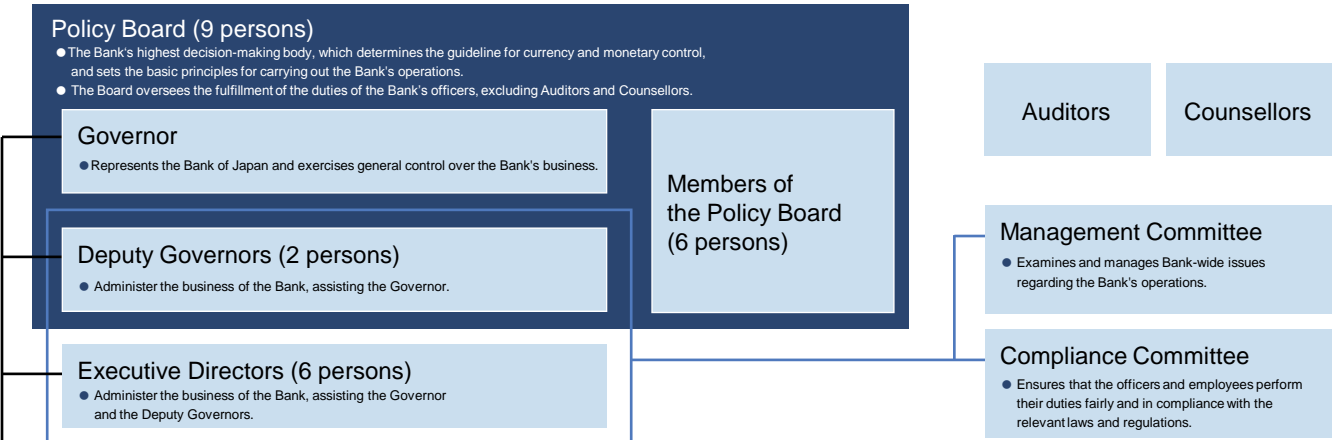 Policy Board (9 persons)
● The Bank's highest decision-making body, which determines the guideline for currency and monetary control,
and sets the basic principles for carrying out the Bank's operations.
● The Board oversees the fulfillment of the duties of the Bank's officers, excluding Auditors and Counsellors.
Governor
● Represents the Bank of Japan and exercises general control over the Bank's business.
Deputy Governors (2 persons)
● Administer the business of the Bank, assisting the Governor.
Members of
the Policy Board
(6 persons)
Executive Directors (6 persons)
● Administer the business of the Bank, assisting the Governor
and the Deputy Governors.
Auditors
Counsellors
Management Committee
● Examines and manages Bank-wide issues
regarding the Bank's operations.
Compliance Committee
● Ensures that the officers and employees perform
their duties fairly and in compliance with the
relevant laws and regulations.